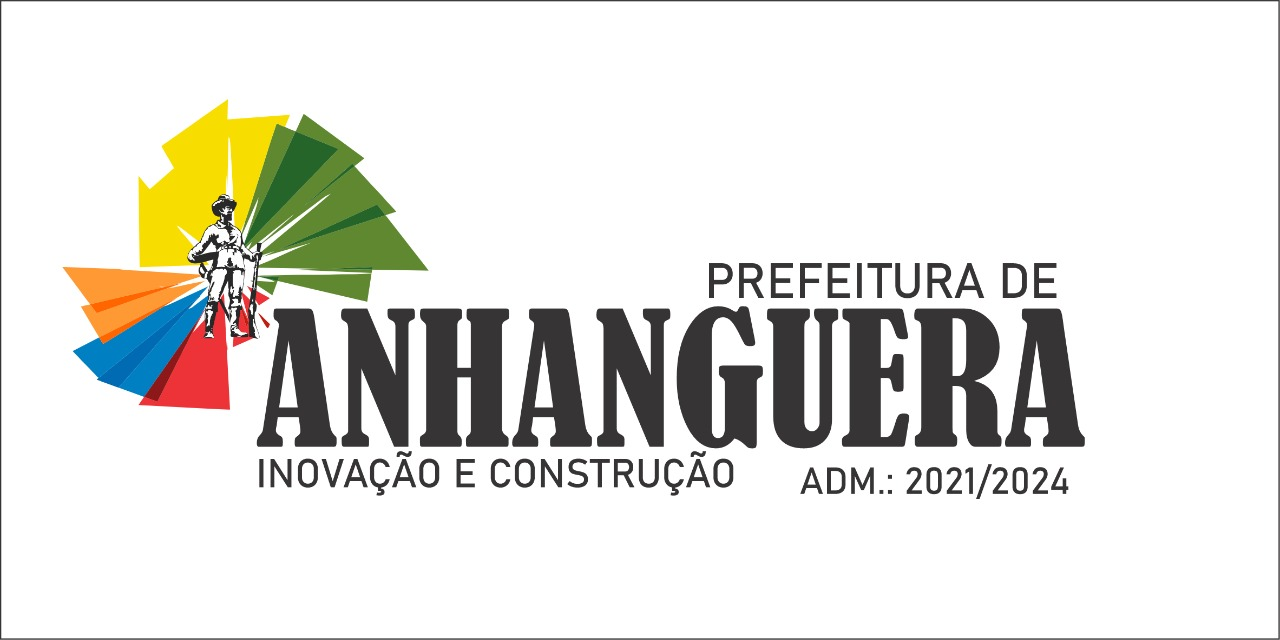 PREFEITURA DE
ANHANGUERA
INOVAÇÃO E CONSTRUÇÃO
ADM.: 2021/2024